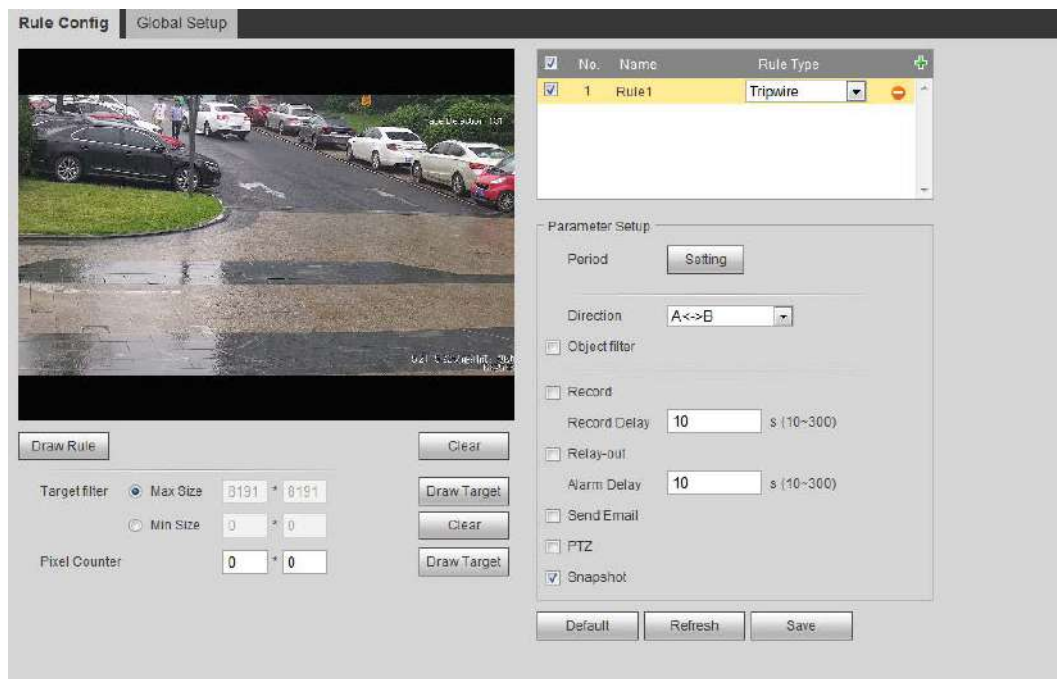 Rule Config Global Setup
No. Name Rule Type
1 Rule1 Tripwire
Parameter Setup
Period Setting
Direction A<->B
Object filter
Record
Record Delay 10 s (10~300)
Relay-out
Alarm Delay 10 s (10~300)
Send Email
PTZ
Snapshot
Default Refresh Save
Draw Rule Clear
Target filter Max Size 8191 * 8191 Draw Target
Min Size 0 * 0 Clear
Pixel Counter 0 * 0 Draw Target